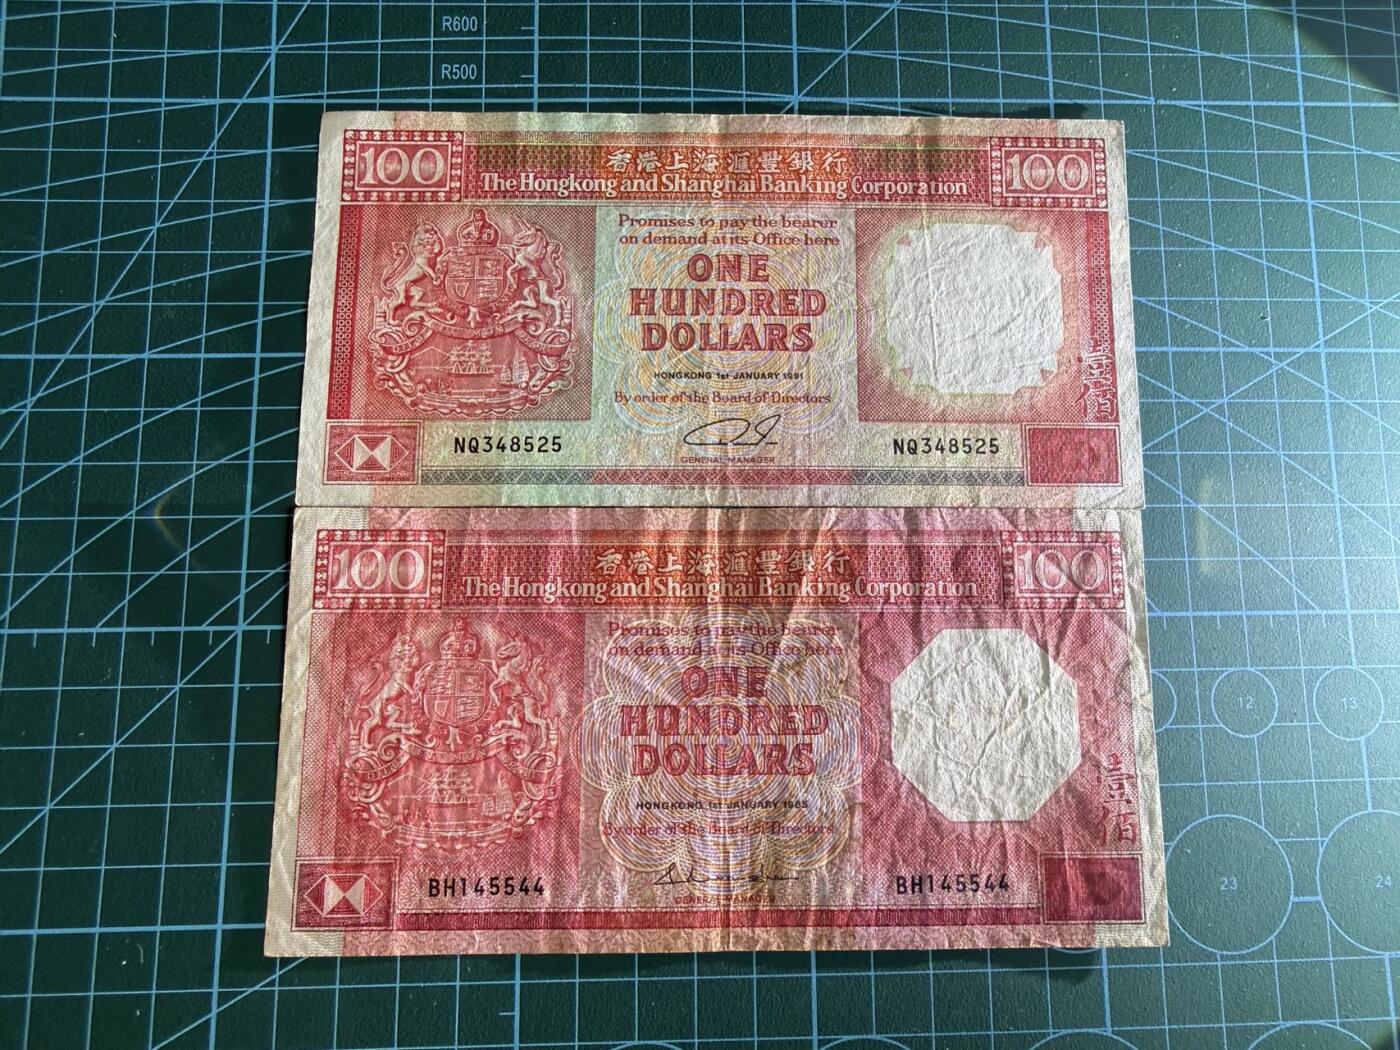 R600
R500
100
香港上海滙豐銀行
100
The Hongkong and Shanghai Banking Corporation
Promises to pay the bearer
on demand at its Office here
ONE
HUNDRED
DOLLARS
HONGKONG 1st JANUARY 1991
By order of the Board of Directors
NQ348525
NQ348525
GENERAL MANAGER
100
香港上海滙豐銀行
100
The Hongkong and Shanghai Banking Corporation
Promises to pay the bearer
on demand at its Office here
ONE
HUNDRED
DOLLARS
HONGKONG 1st JANUARY 1985
By order of the Board of Directors
BH145544
BH145544
GENERAL MANAGER
12
13
23